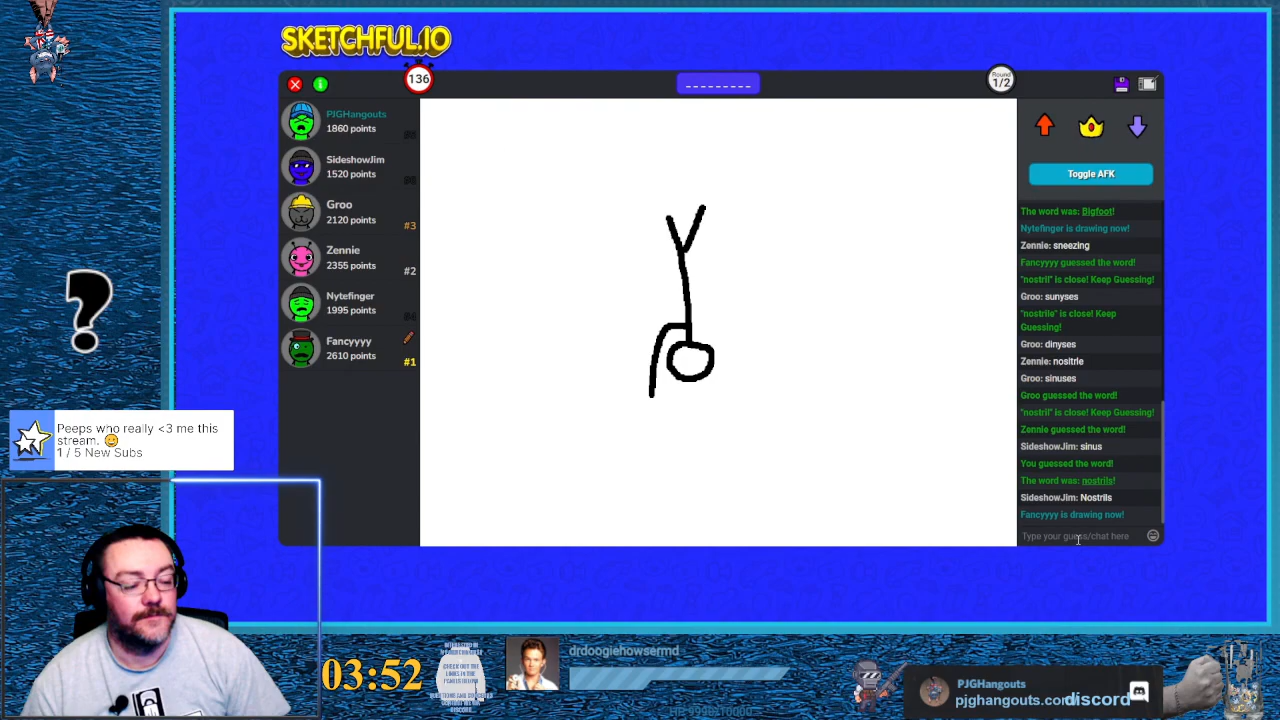 SKETCHFUL.IO
136
_ _ _ _ _ _ _ _ _
Round
1/2
PJGHangouts
1860 points
SideshowJim
1520 points
Groo
2120 points
#3
Zennie
2355 points
#2
Nytefinger
1995 points
Fancyyyy
2610 points
#1
Toggle AFK
The word was: Bigfoot!
Nytefinger is drawing now!
Zennie: sneezing
Fancyyyy guessed the word!
"nostril" is close! Keep Guessing!
Groo: sunyses
"nostrile" is close! Keep
Guessing!
Groo: dinyses
Zennie: nositrle
Groo: sinuses
Groo guessed the word!
"nostril" is close! Keep Guessing!
Zennie guessed the word!
SideshowJim: sinus
You guessed the word!
The word was: nostrils!
SideshowJim: Nostrils
Fancyyyy is drawing now!
Type your guess/chat here
?
Peeps who really <3 me this
stream. 😀
1 / 5 New Subs
03:52
drdoogiehowsermd
PJGHangouts
pjghangouts.com
discord